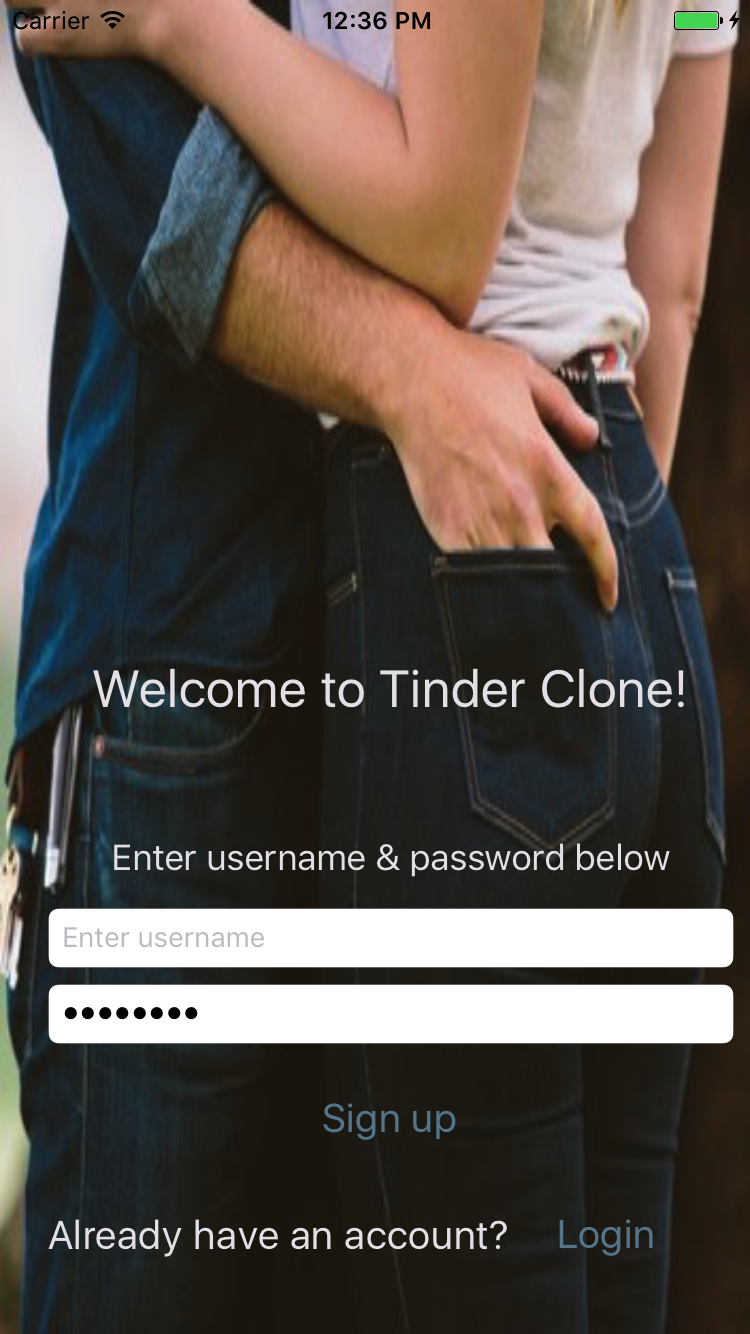 Carrier 12:36 PM
Welcome to Tinder Clone!
Enter username & password below
Enter username
••••••••
Sign up
Already have an account? Login